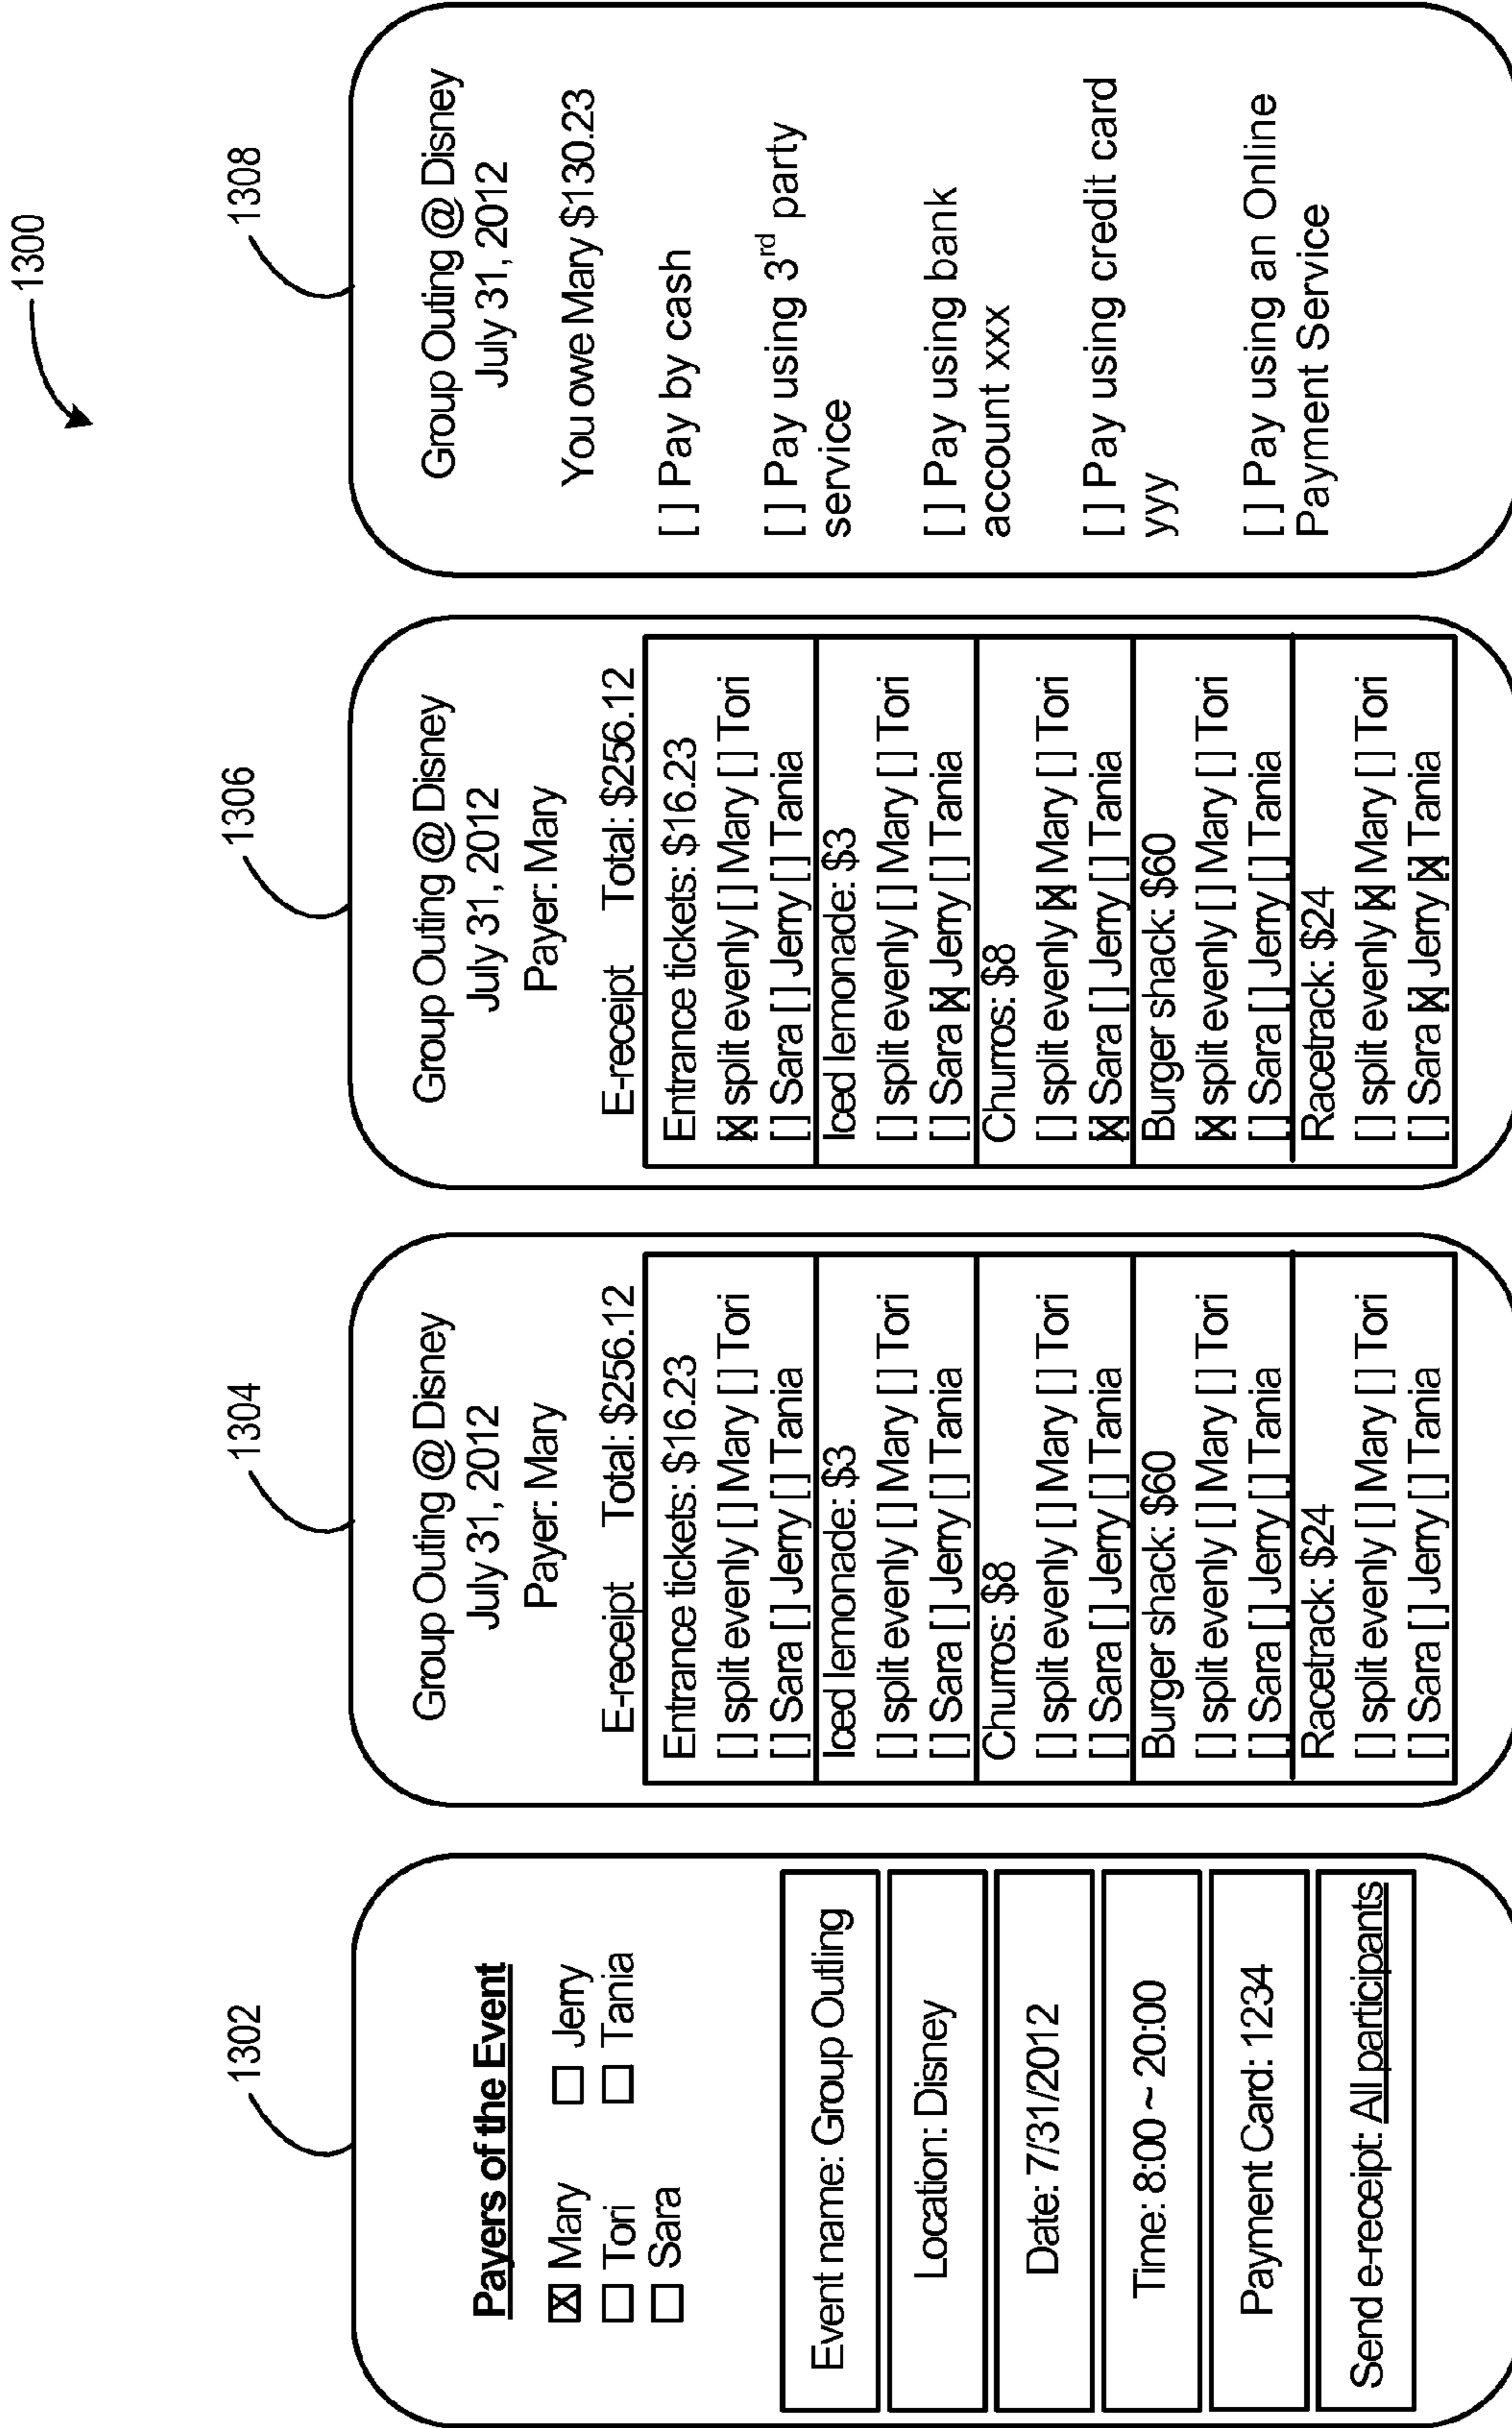 1300
1302
Payers of the Event
☒ Mary ☐ Jerry
☐ Tori ☐ Tania
☐ Sara
Event name: Group Outling
Location: Disney
Date: 7/31/2012
Time: 8:00 ~ 20:00
Payment Card: 1234
Send e-receipt: All participants
1304
Group Outing @ Disney
July 31, 2012
Payer: Mary
E-receipt Total: $256.12
Entrance tickets: $16.23
[ ] split evenly [ ] Mary [ ] Tori
[ ] Sara [ ] Jerry [ ] Tania
Iced lemonade: $3
[ ] split evenly [ ] Mary [ ] Tori
[ ] Sara [ ] Jerry [ ] Tania
Churros: $8
[ ] split evenly [ ] Mary [ ] Tori
[ ] Sara [ ] Jerry [ ] Tania
Burger shack: $60
[ ] split evenly [ ] Mary [ ] Tori
[ ] Sara [ ] Jerry [ ] Tania
Racetrack: $24
[ ] split evenly [ ] Mary [ ] Tori
[ ] Sara [ ] Jerry [ ] Tania
1306
Group Outing @ Disney
July 31, 2012
Payer: Mary
E-receipt Total: $256.12
Entrance tickets: $16.23
[X] split evenly [ ] Mary [ ] Tori
[ ] Sara [ ] Jerry [ ] Tania
Iced lemonade: $3
[ ] split evenly [ ] Mary [ ] Tori
[ ] Sara [X] Jerry [ ] Tania
Churros: $8
[ ] split evenly [X] Mary [ ] Tori
[X] Sara [ ] Jerry [ ] Tania
Burger shack: $60
[X] split evenly [ ] Mary [ ] Tori
[ ] Sara [ ] Jerry [ ] Tania
Racetrack: $24
[ ] split evenly [X] Mary [ ] Tori
[ ] Sara [X] Jerry [X] Tania
1308
Group Outing @ Disney
July 31, 2012
You owe Mary $130.23
[ ] Pay by cash
[ ] Pay using 3rd party
service
[ ] Pay using bank
account xxx
[ ] Pay using credit card
yyy
[ ] Pay using an Online
Payment Service